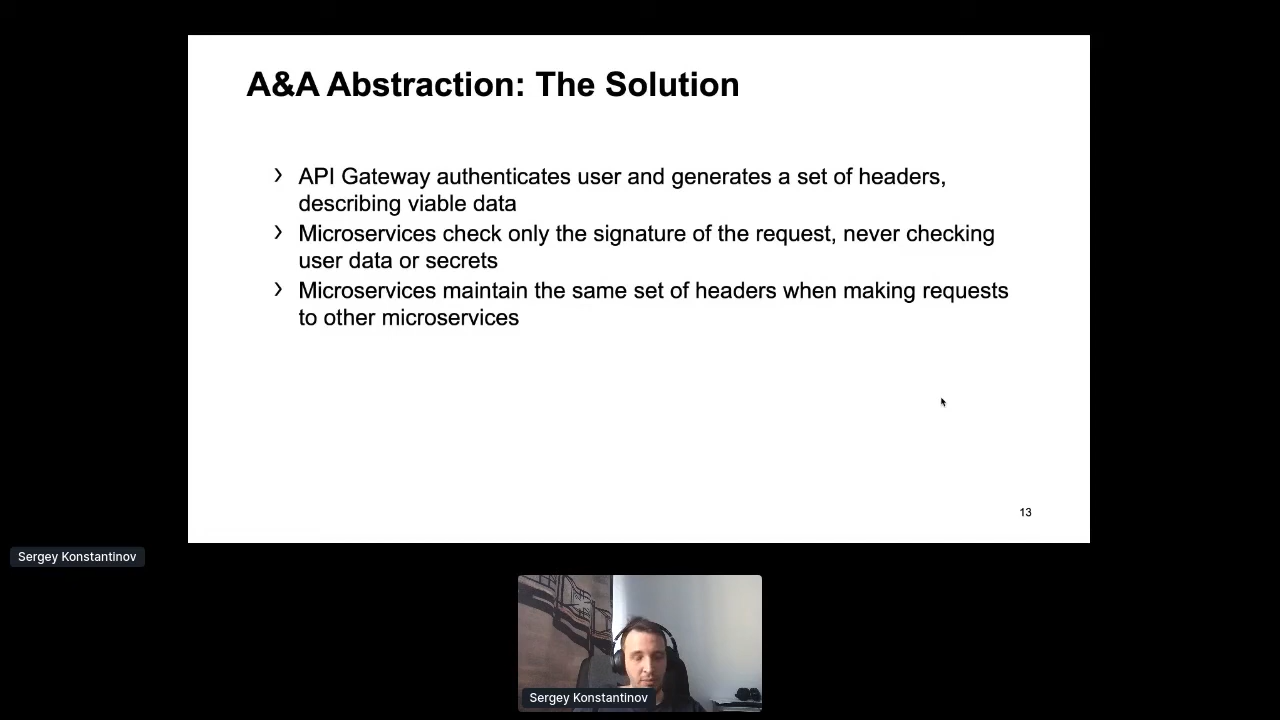 A&A Abstraction: The Solution
› API Gateway authenticates user and generates a set of headers,
describing viable data
› Microservices check only the signature of the request, never checking
user data or secrets
› Microservices maintain the same set of headers when making requests
to other microservices
13
Sergey Konstantinov
Sergey Konstantinov